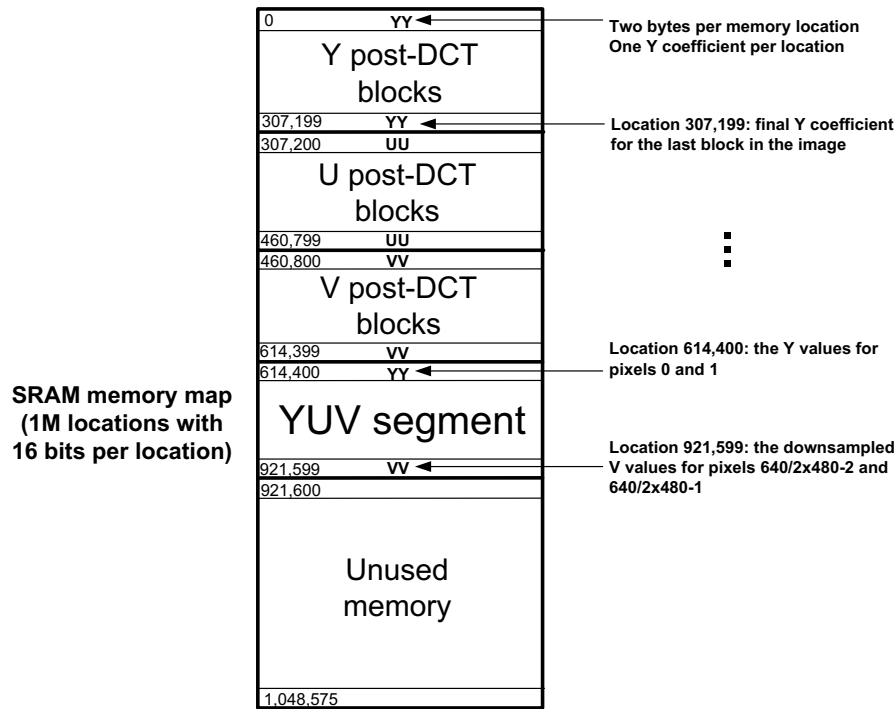 0 YY
Two bytes per memory location
One Y coefficient per location
Y post-DCT
blocks
307,199 YY
Location 307,199: final Y coefficient
for the last block in the image
307,200 UU
U post-DCT
blocks
460,799 UU
460,800 VV
V post-DCT
blocks
614,399 VV
614,400 YY
Location 614,400: the Y values for
pixels 0 and 1
SRAM memory map
(1M locations with
16 bits per location)
YUV segment
921,599 VV
Location 921,599: the downsampled
V values for pixels 640/2x480-2 and
640/2x480-1
921,600
Unused
memory
1,048,575